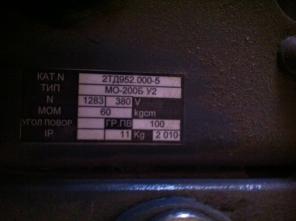 КАТ.N 2ТД952.000-5
ТИП МО-200Б У2
N 1283 380 V
МОМ 60 kgcm
УГОЛ ПОВОР ГР.ПВ 100
IP 11 Kg 2 010